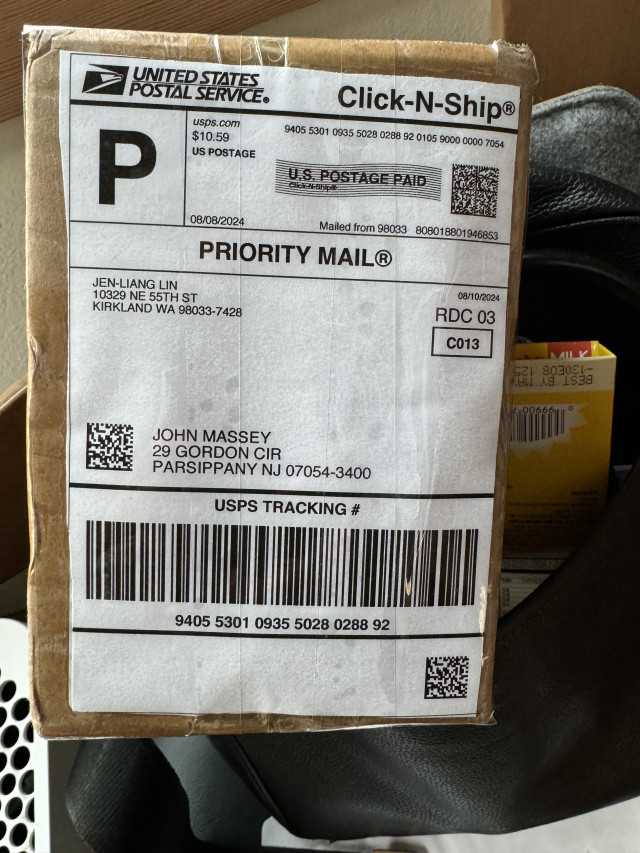 UNITED STATES
POSTAL SERVICE®
Click-N-Ship®
P
usps.com
$10.59
US POSTAGE
9405 5301 0935 5028 0288 92 0105 9000 0000 7054
U.S. POSTAGE PAID
Click-N-Ship®
08/08/2024
Mailed from 98033 808018801946853
PRIORITY MAIL®
JEN-LIANG LIN
10329 NE 55TH ST
KIRKLAND WA 98033-7428
08/10/2024
RDC 03
C013
JOHN MASSEY
29 GORDON CIR
PARSIPPANY NJ 07054-3400
USPS TRACKING #
9405 5301 0935 5028 0288 92
MILK
BEST BY MAY